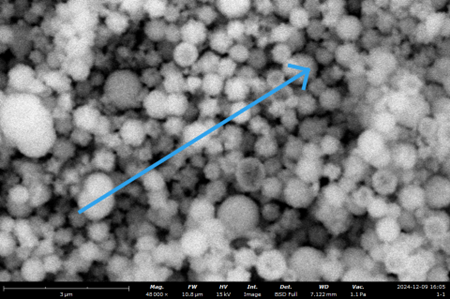 Mag. FW HV Int. Det. WD Vac. 2024-12-09 16:05
3 µm 48 000 x 10.8 µm 15 kV Image BSD Full 7.122 mm 1.1 Pa 1-1